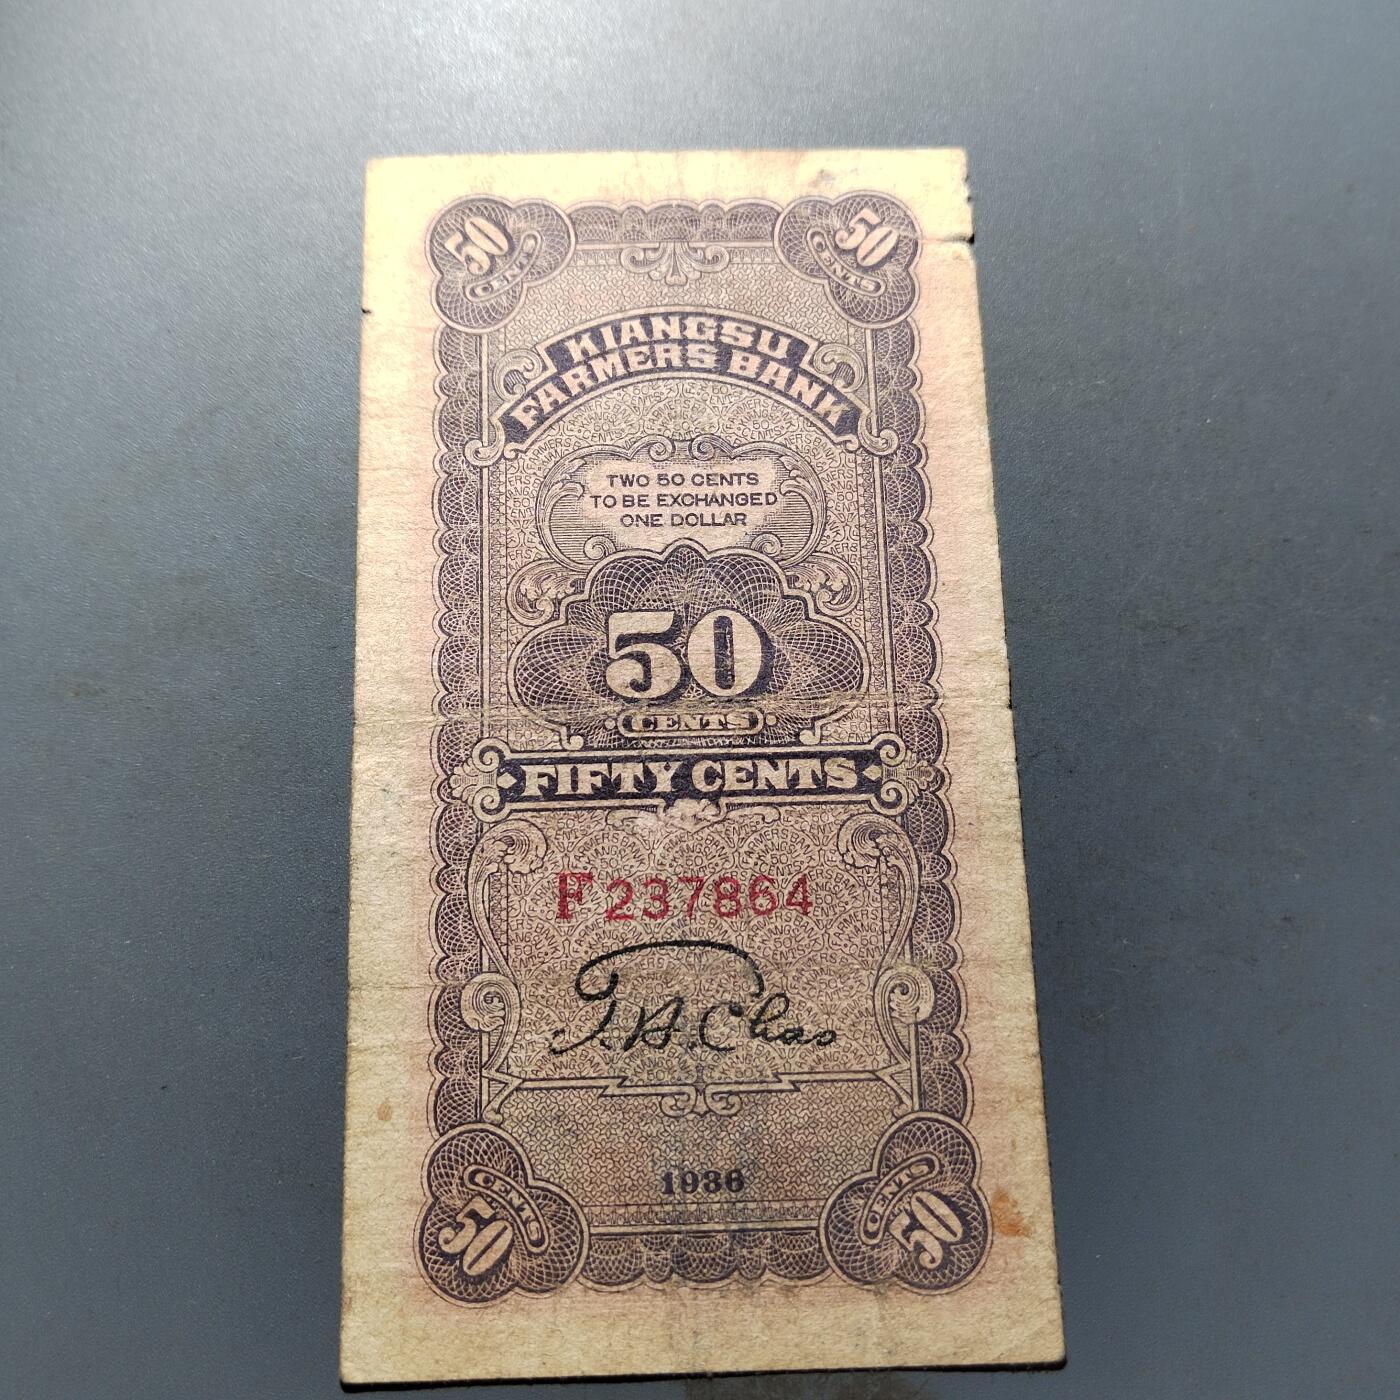 50 50
CENTS CENTS
KIANGSU
FARMERS BANK
TWO 50 CENTS
TO BE EXCHANGED
ONE DOLLAR
50
CENTS
FIFTY CENTS
F237864
T.H.Chao
1936
CENTS CENTS
50 50